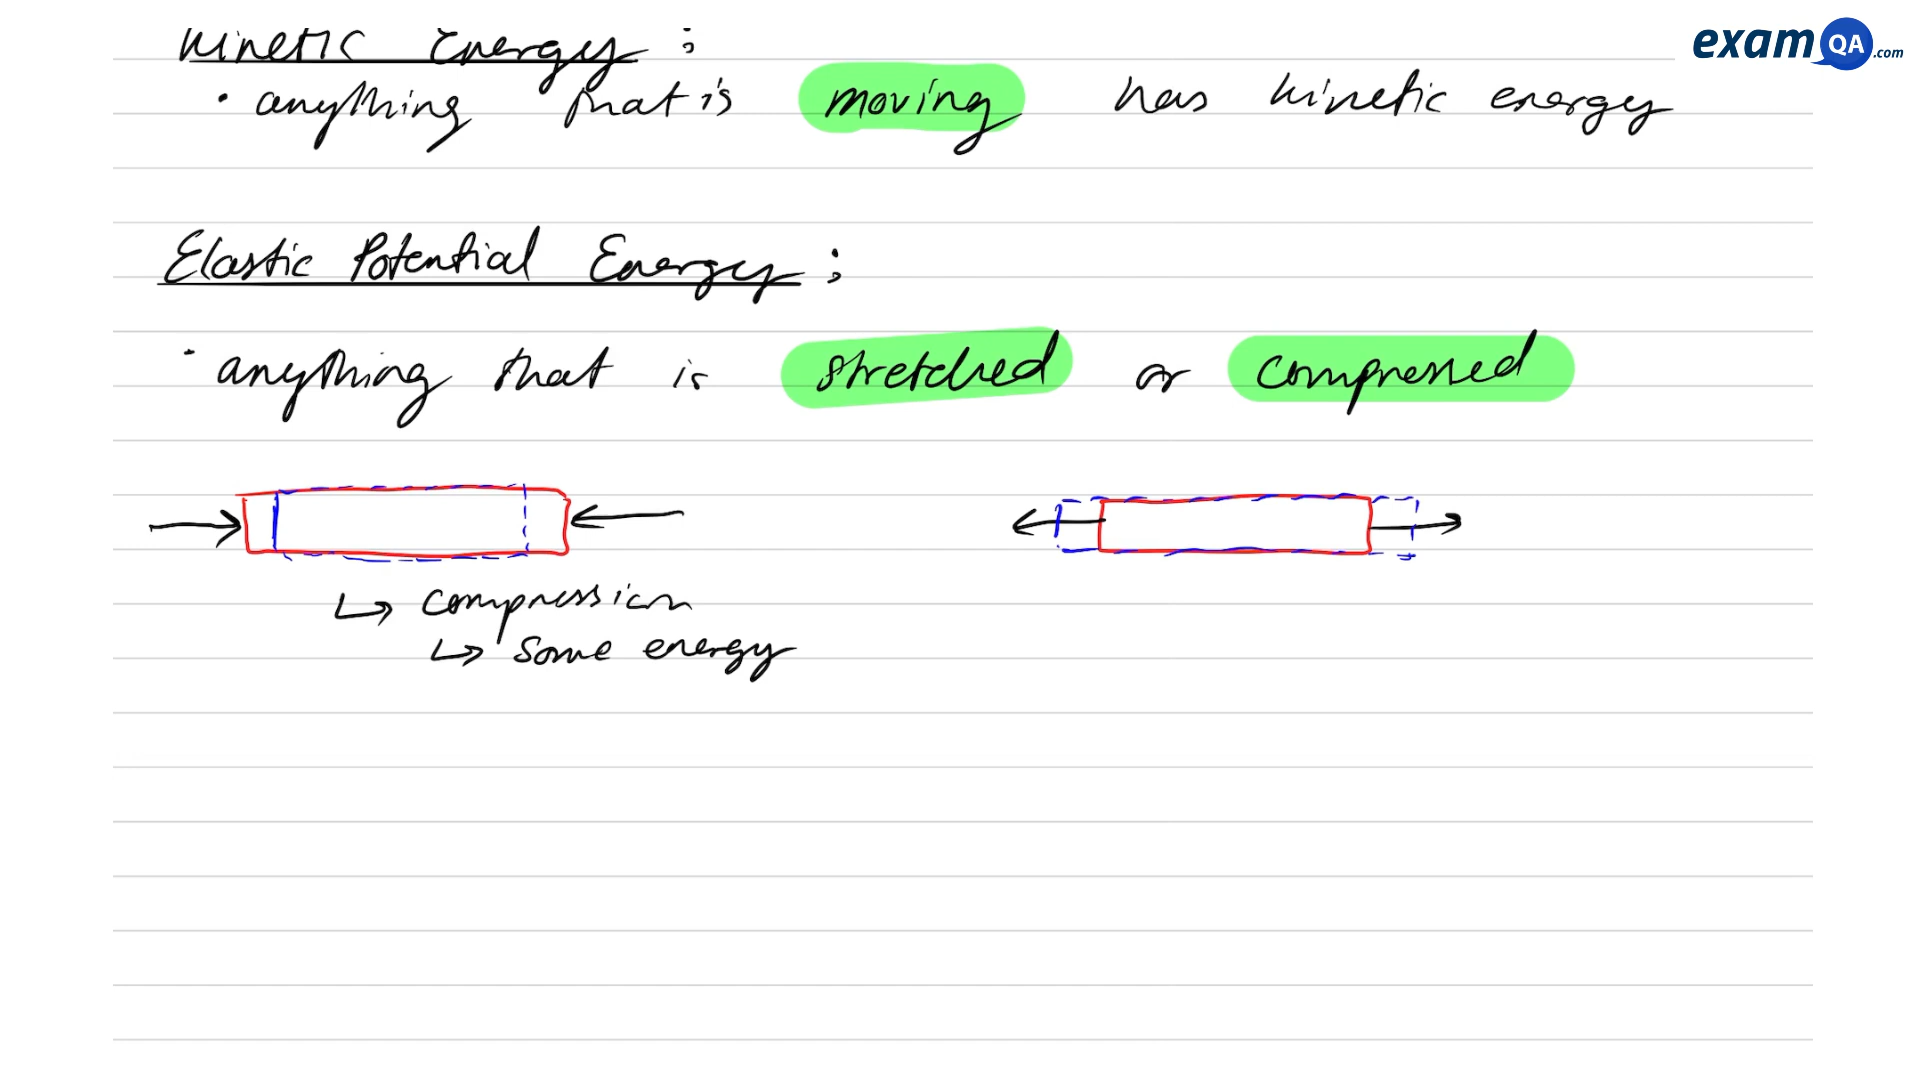 examQA.com
Kinetic Energy :
• anything that is moving has kinetic energy
Elastic Potential Energy :
• anything that is stretched or compressed
↳ compression
↳ some energy